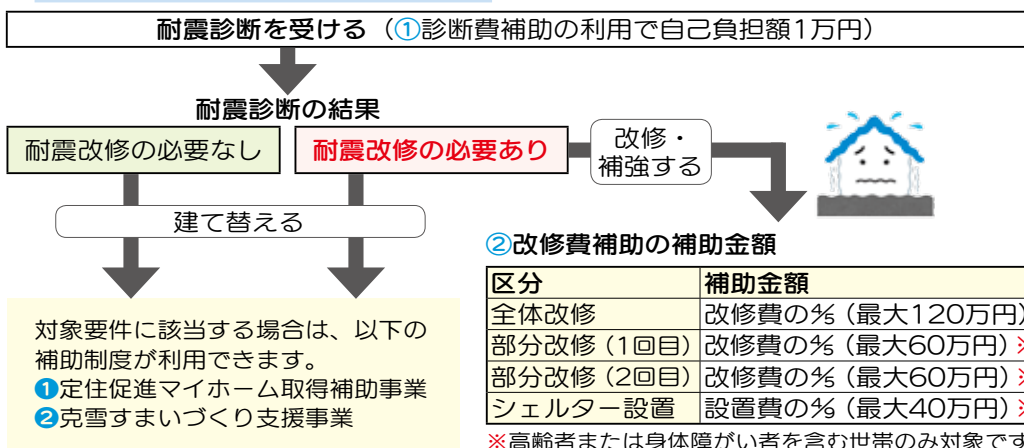 耐震診断を受ける（①診断費補助の利用で自己負担額1万円）
耐震診断の結果
耐震改修の必要なし
耐震改修の必要あり
改修・
補強する
建て替える
対象要件に該当する場合は、以下の
補助制度が利用できます。
❶定住促進マイホーム取得補助事業
❷克雪すまいづくり支援事業
②改修費補助の補助金額
区分 補助金額
全体改修 改修費の⅘（最大120万円）
部分改修（1回目） 改修費の⅘（最大60万円）※
部分改修（2回目） 改修費の⅘（最大60万円）※
シェルター設置 設置費の⅘（最大40万円）※
※高齢者または身体障がい者を含む世帯のみ対象です